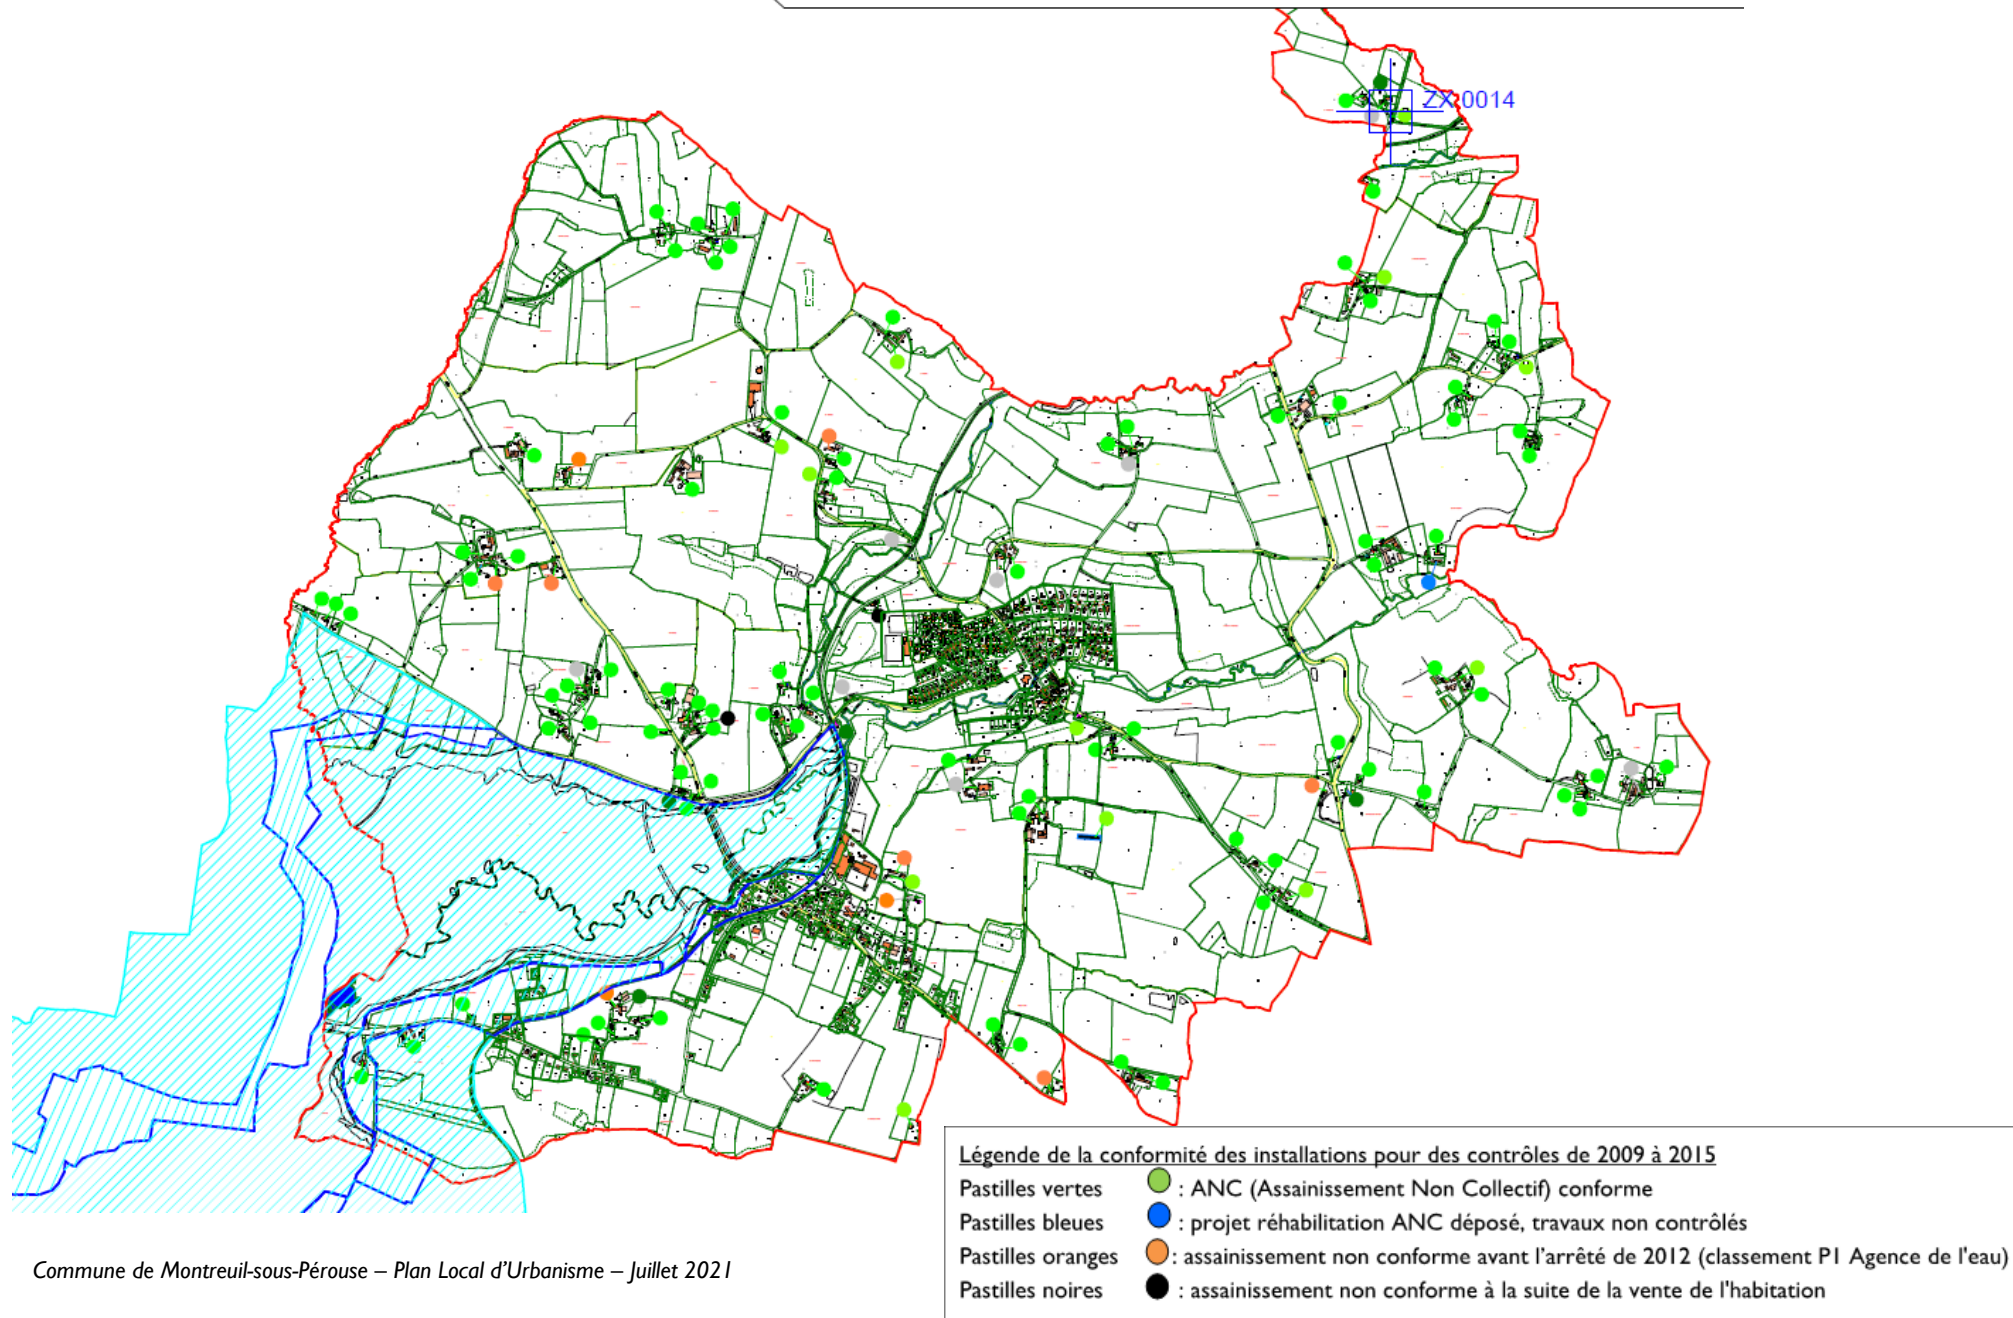 ZX 0014
Légende de la conformité des installations pour des contrôles de 2009 à 2015
Pastilles vertes : ANC (Assainissement Non Collectif) conforme
Pastilles bleues : projet réhabilitation ANC déposé, travaux non contrôlés
Pastilles oranges : assainissement non conforme avant l'arrêté de 2012 (classement P1 Agence de l'eau)
Pastilles noires : assainissement non conforme à la suite de la vente de l'habitation
Commune de Montreuil-sous-Pérouse – Plan Local d'Urbanisme – Juillet 2021